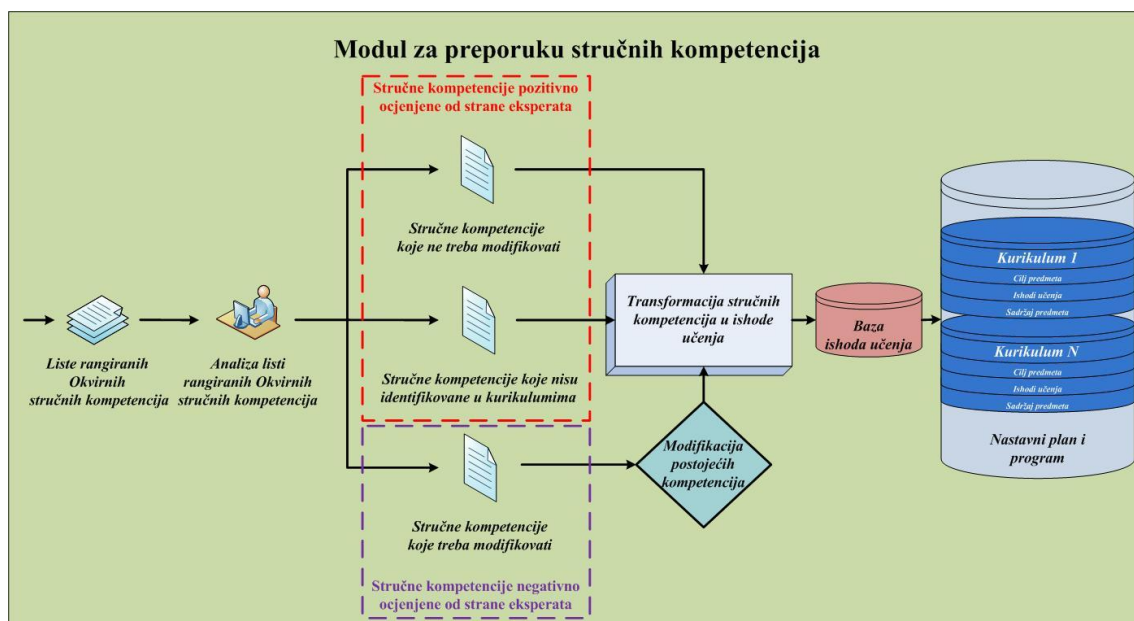 Modul za preporuku stručnih kompetencija
Stručne kompetencije pozitivno
ocjenjene od strane eksperata
Stručne kompetencije
koje ne treba modifikovati
Liste rangiranih
Okvirnih
stručnih kompetencija
Analiza listi
rangiranih Okvirnih
stručnih kompetencija
Stručne kompetencije koje nisu
identifikovane u kurikulumima
Stručne kompetencije
koje treba modifikovati
Stručne kompetencije negativno
ocjenjene od strane eksperata
Transformacija stručnih
kompetencija u ishode
učenja
Modifikacija
postojećih
kompetencija
Baza
ishoda učenja
Kurikulum 1
Cilj predmeta
Ishodi učenja
Sadržaj predmeta
Kurikulum N
Cilj predmeta
Ishodi učenja
Sadržaj predmeta
Nastavni plan i
program